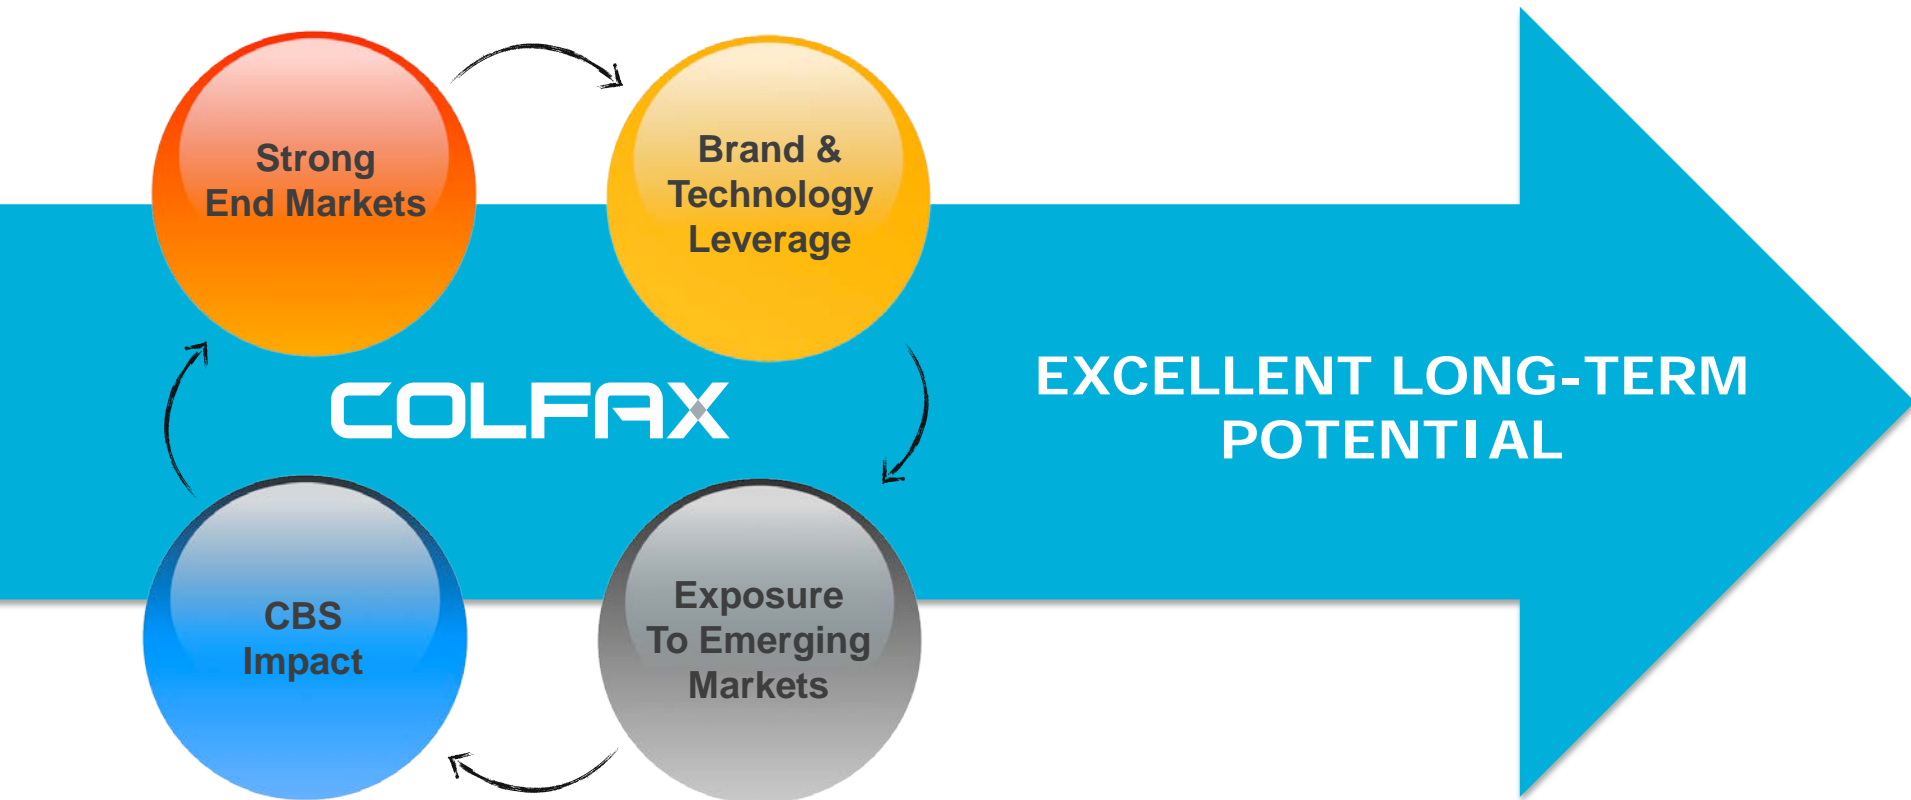 Strong
End Markets
Brand &
Technology
Leverage
COLFAX
EXCELLENT LONG-TERM
POTENTIAL
CBS
Impact
Exposure
To Emerging
Markets